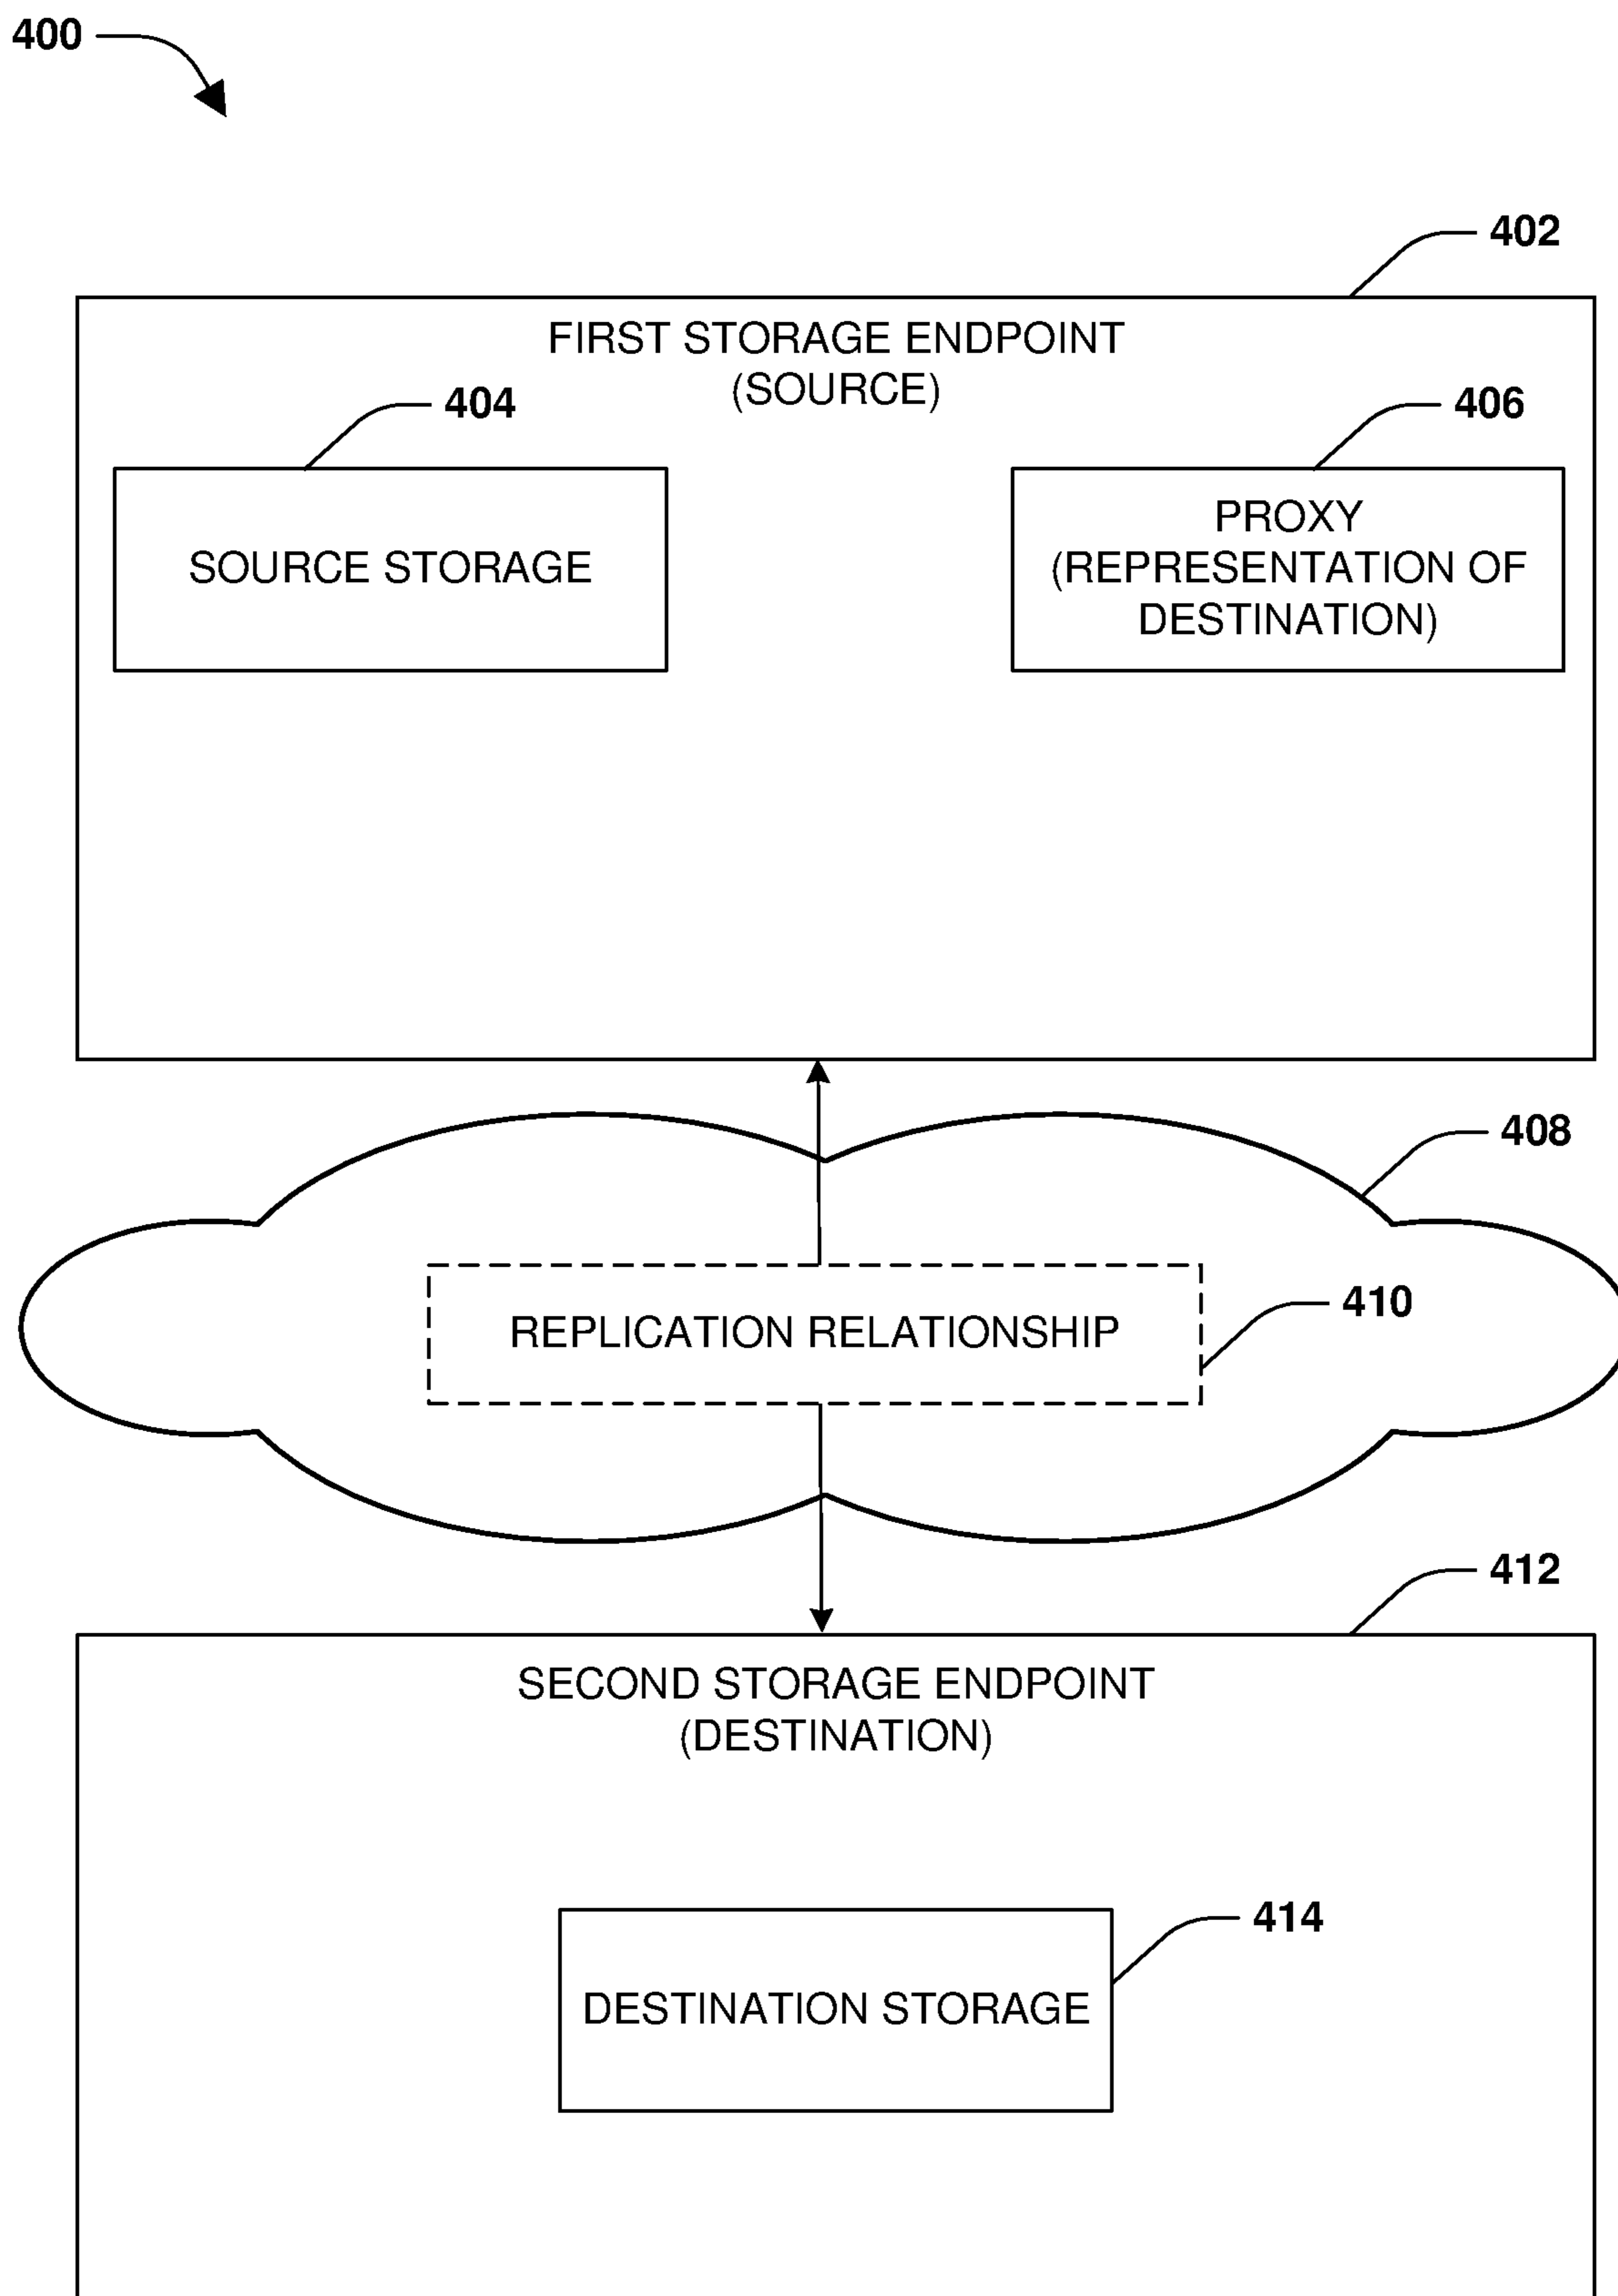 400
402
FIRST STORAGE ENDPOINT
(SOURCE)
404
406
SOURCE STORAGE
PROXY
(REPRESENTATION OF
DESTINATION)
408
REPLICATION RELATIONSHIP
410
412
SECOND STORAGE ENDPOINT
(DESTINATION)
414
DESTINATION STORAGE